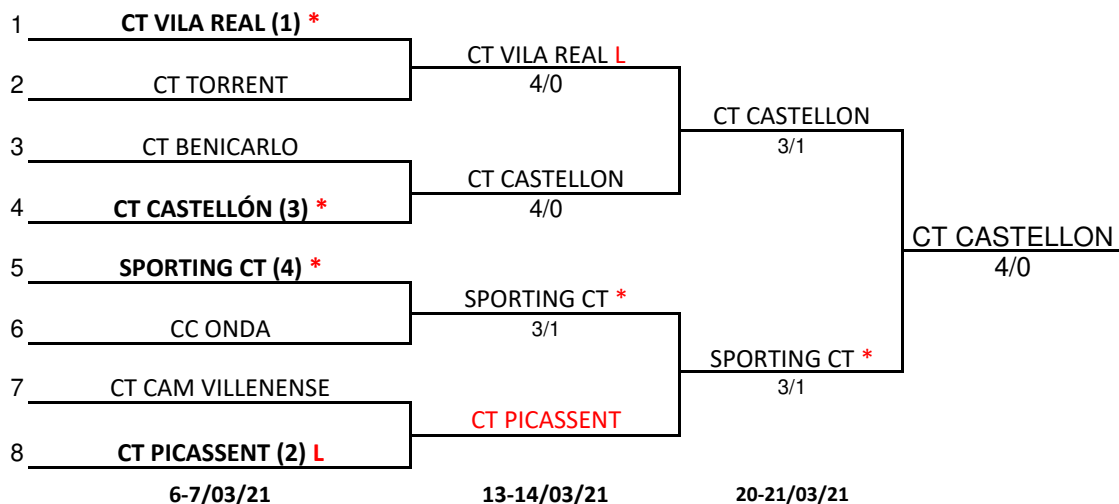 1 CT VILA REAL (1) *
CT VILA REAL L
2 CT TORRENT
4/0
CT CASTELLON
3 CT BENICARLO
3/1
CT CASTELLON
4 CT CASTELLÓN (3) *
4/0
CT CASTELLON
4/0
5 SPORTING CT (4) *
SPORTING CT *
6 CC ONDA
3/1
SPORTING CT *
3/1
7 CT CAM VILLENENSE
CT PICASSENT
8 CT PICASSENT (2) L
6-7/03/21 13-14/03/21 20-21/03/21